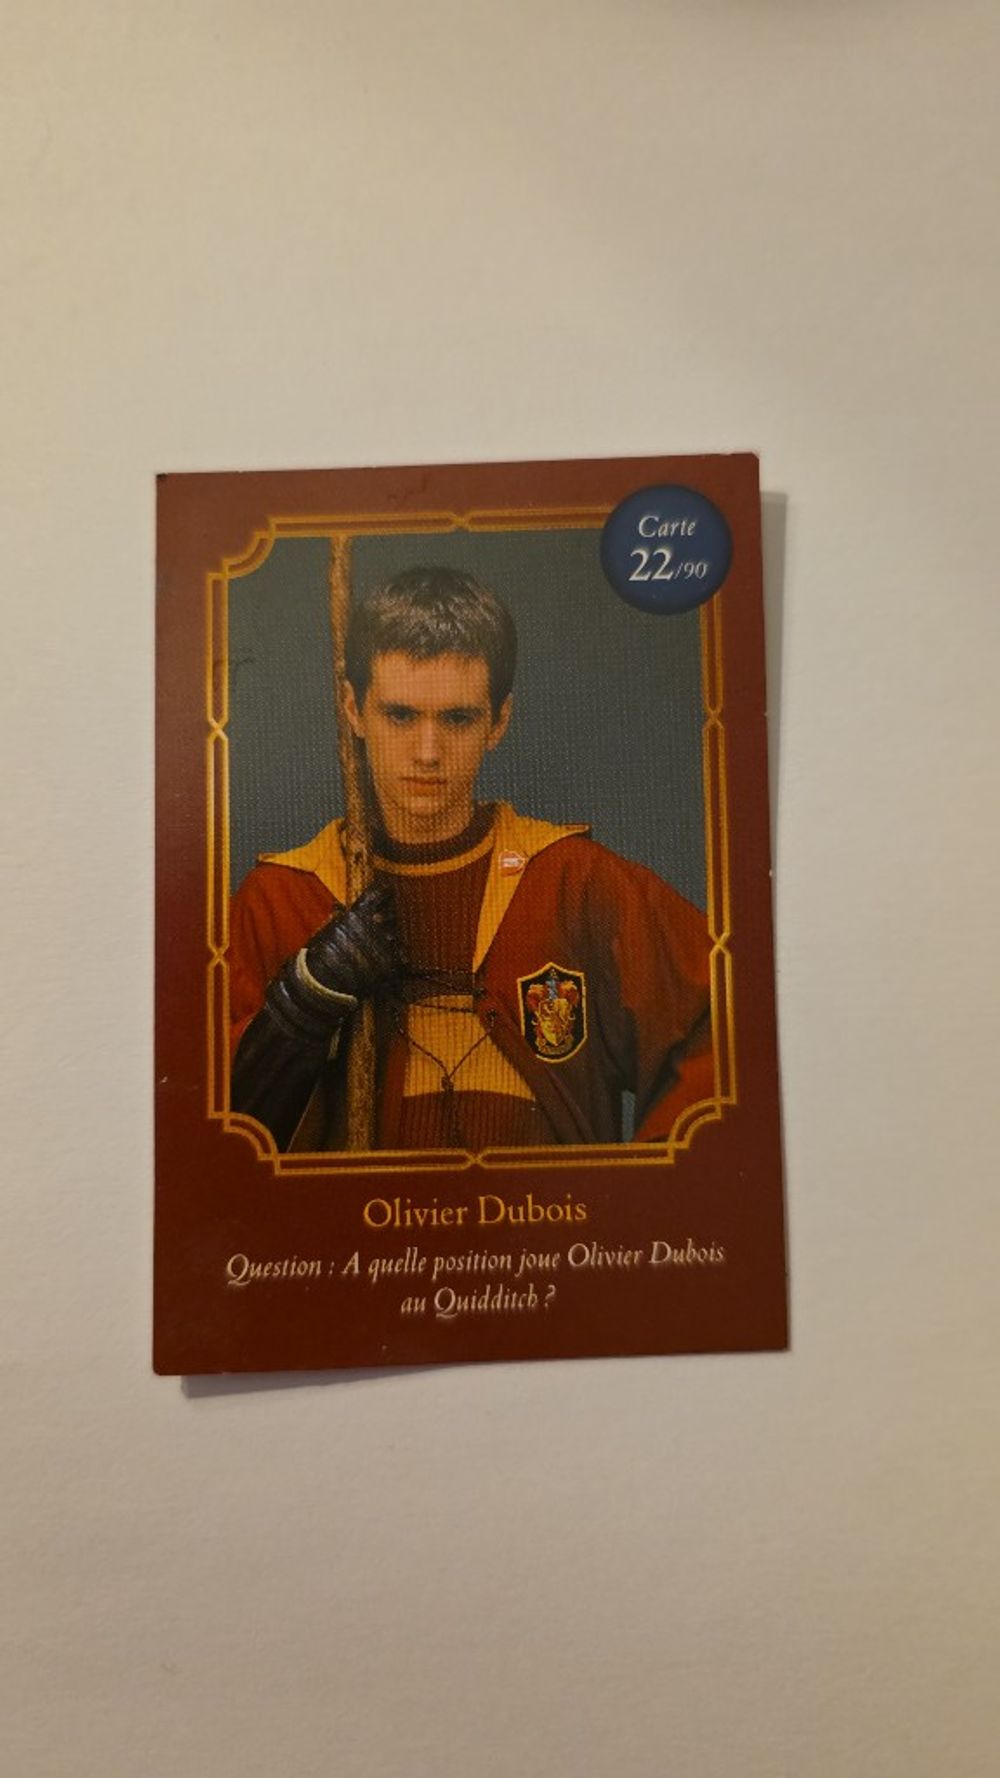 Carte
22/90
Olivier Dubois
Question : A quelle position joue Olivier Dubois
au Quidditch ?